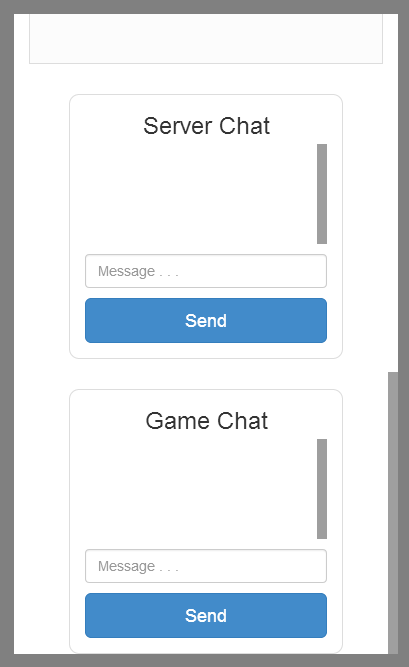 Server Chat
Message . . .
Send
Game Chat
Message . . .
Send